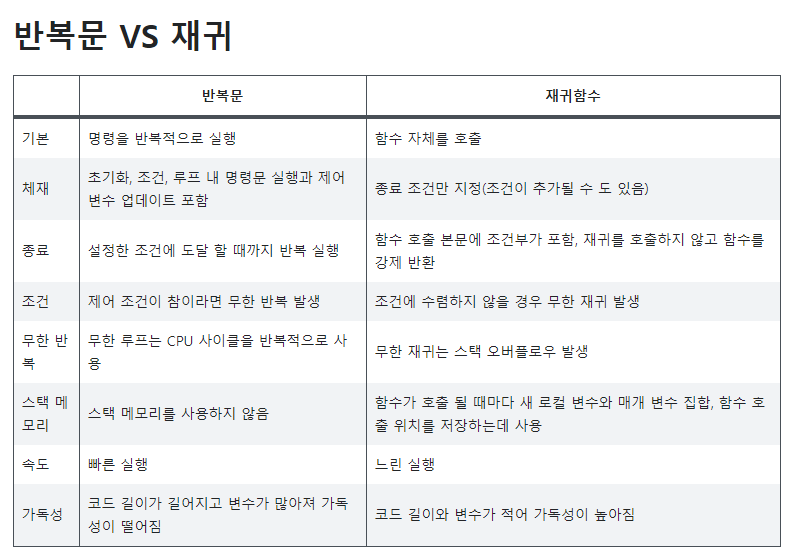 반복문 VS 재귀
반복문 재귀함수
기본 명령을 반복적으로 실행 함수 자체를 호출
체재 초기화, 조건, 루프 내 명령문 실행과 제어 종료 조건만 지정(조건이 추가될 수 도 있음)
변수 업데이트 포함
종료 설정한 조건에 도달 할 때까지 반복 실행 함수 호출 본문에 조건부가 포함, 재귀를 호출하지 않고 함수를
강제 반환
조건 제어 조건이 참이라면 무한 반복 발생 조건에 수렴하지 않을 경우 무한 재귀 발생
무한 반 무한 루프는 CPU 사이클을 반복적으로 사 무한 재귀는 스택 오버플로우 발생
복 용
스택 메 스택 메모리를 사용하지 않음 함수가 호출 될 때마다 새 로컬 변수와 매개 변수 집합, 함수 호
모리 출 위치를 저장하는데 사용
속도 빠른 실행 느린 실행
가독성 코드 길이가 길어지고 변수가 많아져 가독 코드 길이와 변수가 적어 가독성이 높아짐
성이 떨어짐